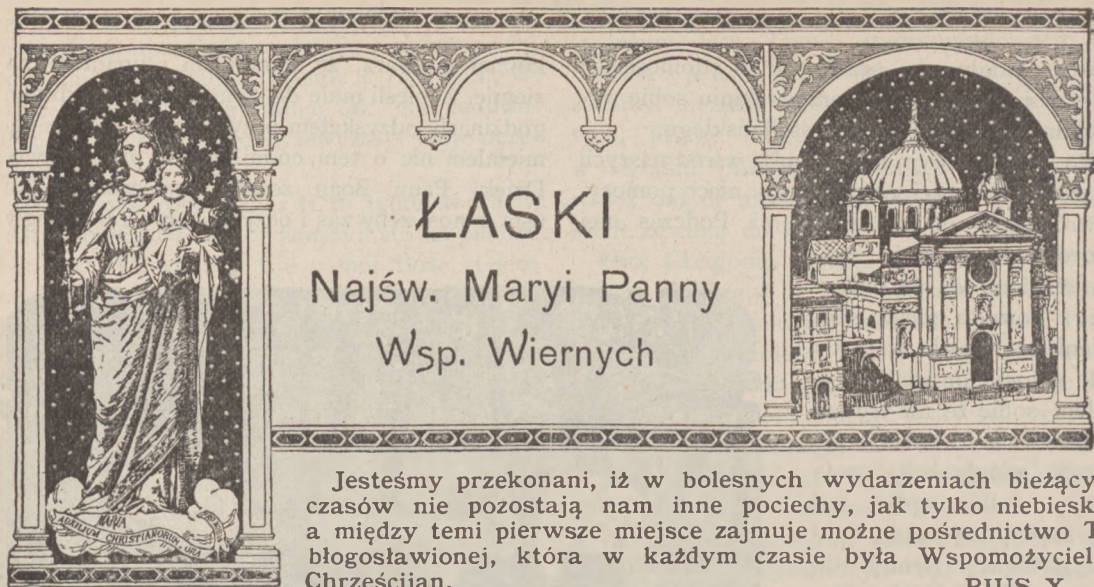 ŁASKI
Najśw. Maryi Panny
Wsp. Wiernych
MARIA
AUXILIUM CHRISTIANORUM ORA
Jesteśmy przekonani, iż w bolesnych wydarzeniach bieżący
czasów nie pozostają nam inne pociechy, jak tylko niebiesk
a między temi pierwsze miejsce zajmuje możne pośrednictwo T
błogosławionej, która w każdym czasie była Wspomożyciel
Chrześcijan.
PIUS X